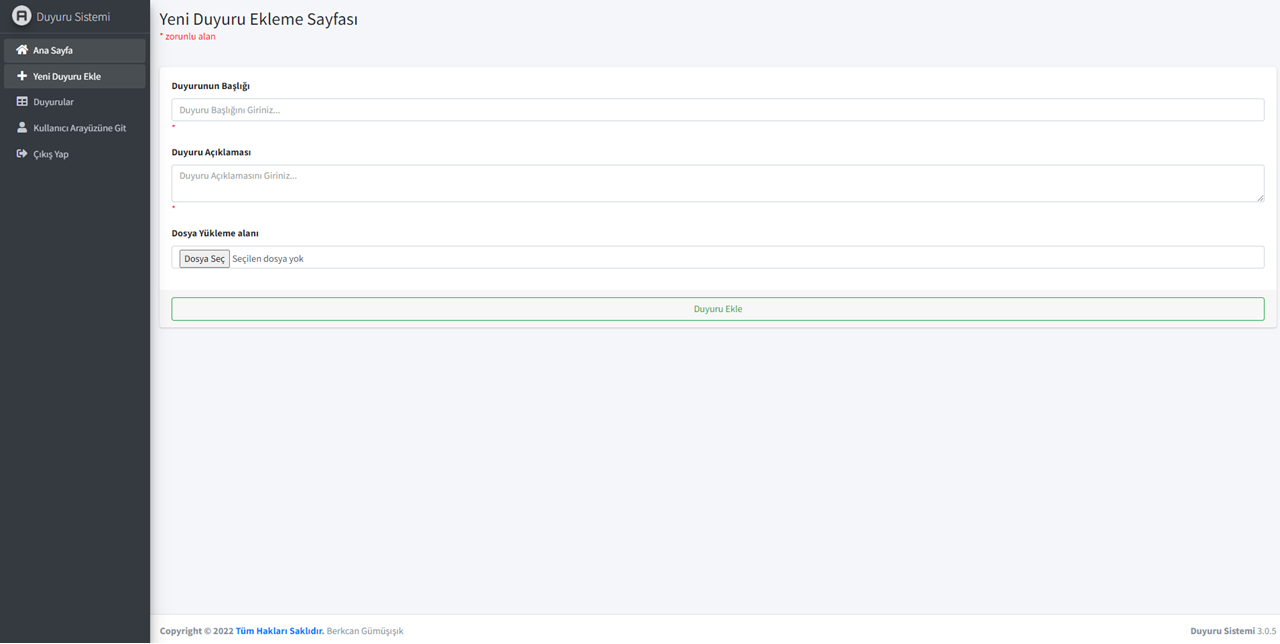 Duyuru Sistemi
Ana Sayfa
Yeni Duyuru Ekle
Duyurular
Kullanıcı Arayüzüne Git
Çıkış Yap
Yeni Duyuru Ekleme Sayfası
* zorunlu alan
Duyurunun Başlığı
Duyuru Başlığını Giriniz...
*
Duyuru Açıklaması
Duyuru Açıklamasını Giriniz...
*
Dosya Yükleme alanı
Dosya Seç Seçilen dosya yok
Duyuru Ekle
Copyright © 2022 Tüm Hakları Saklıdır. Berkcan Gümüşışık
Duyuru Sistemi 3.0.5